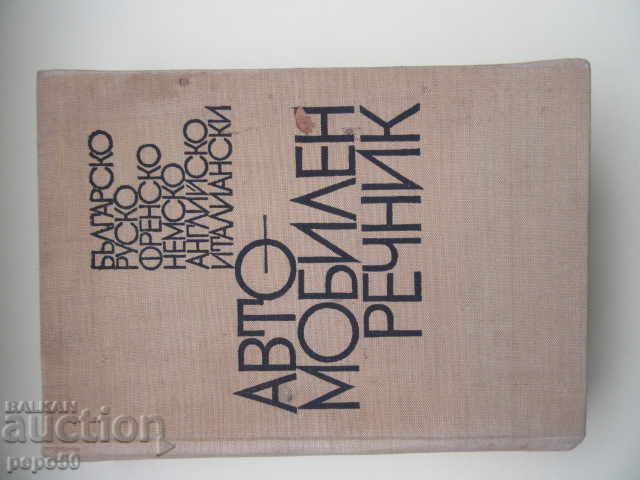 БЪЛГАРСКО
РУСКО
ФРЕНСКО
НЕМСКО
АНГЛИЙСКО
ИТАЛИАНСКИ
АВТО-
МОБИЛЕН
РЕЧНИК
BALKAN
auction
pepo60